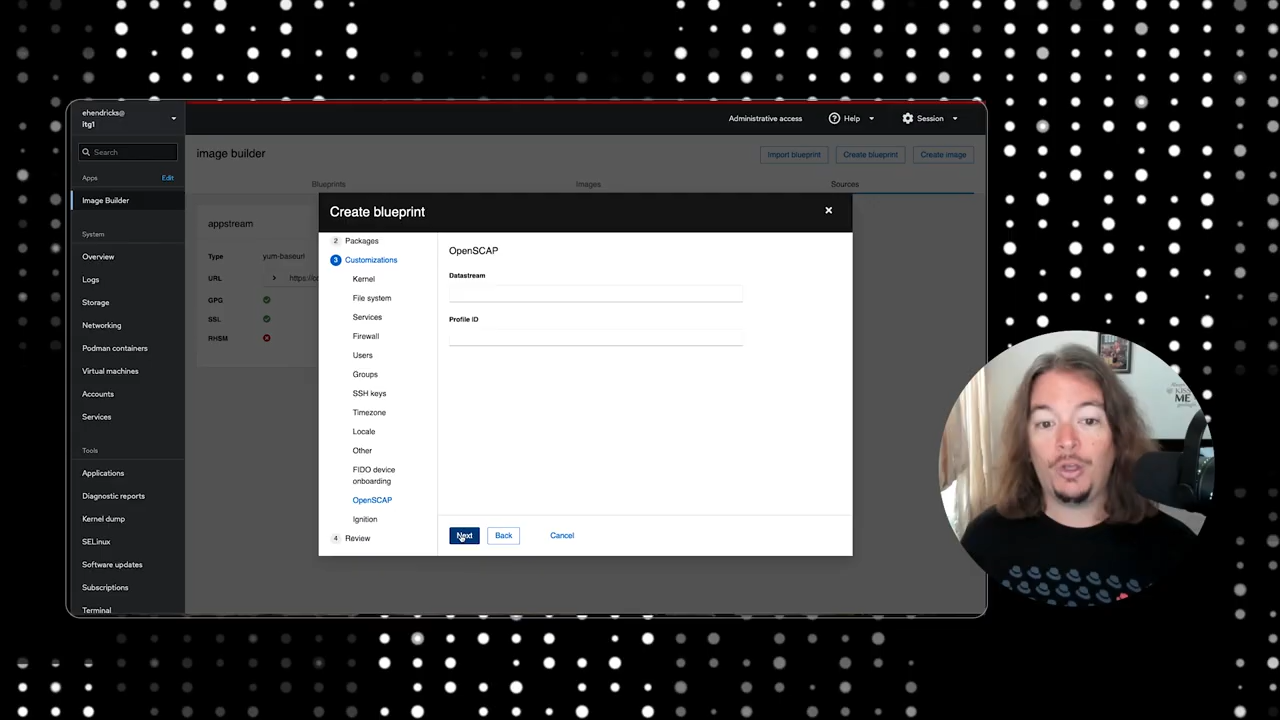 ehendricks@
ltg1
Administrative access
Help
Session
Search
image builder
Import blueprint
Create blueprint
Create image
Apps
Edit
Blueprints
Images
Sources
Image Builder
Create blueprint
appstream
System
2 Packages
OpenSCAP
Overview
Type
yum-baseurl
3 Customizations
Datastream
Logs
URL
Kernel
Storage
GPG
File system
Networking
SSL
Services
Profile ID
RHSM
Firewall
Podman containers
Users
Virtual machines
Groups
Accounts
SSH keys
Services
Timezone
Locale
Tools
Other
Applications
FIDO device
onboarding
Diagnostic reports
OpenSCAP
Kernel dump
Ignition
SELinux
4 Review
Next
Back
Cancel
Software updates
Subscriptions
Terminal
ME